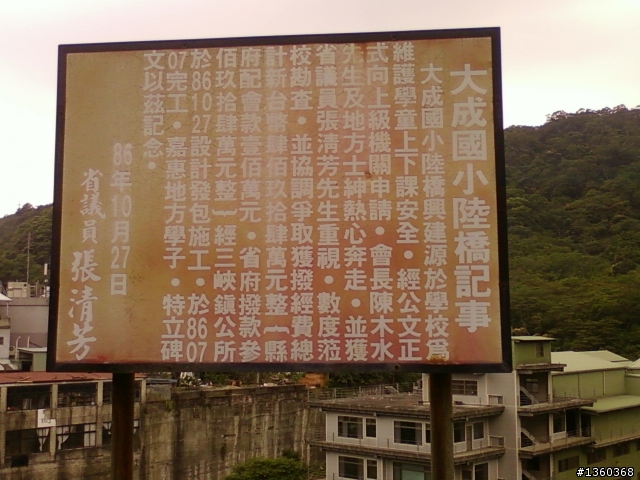 大成國小陸橋記事
大成國小陸橋興建源於學校為
維護學童上下課安全•經公文正
式向上級機關申請•會長陳木水
先生及地方士紳熱心奔走•並獲
省議員張清芳先生重視•數度蒞
校勘查•並協調爭取獲撥經費總
計新台幣肆佰玖拾肆萬元整(縣
府配會款壹佰萬元•省府撥款參
佰玖拾肆萬元整)經三峽鎮公所
於861027設計發包施工•於8607
07完工•嘉惠地方學子•特立碑
文以茲記念•
86年10月27日
省議員 張清芳
#1360368